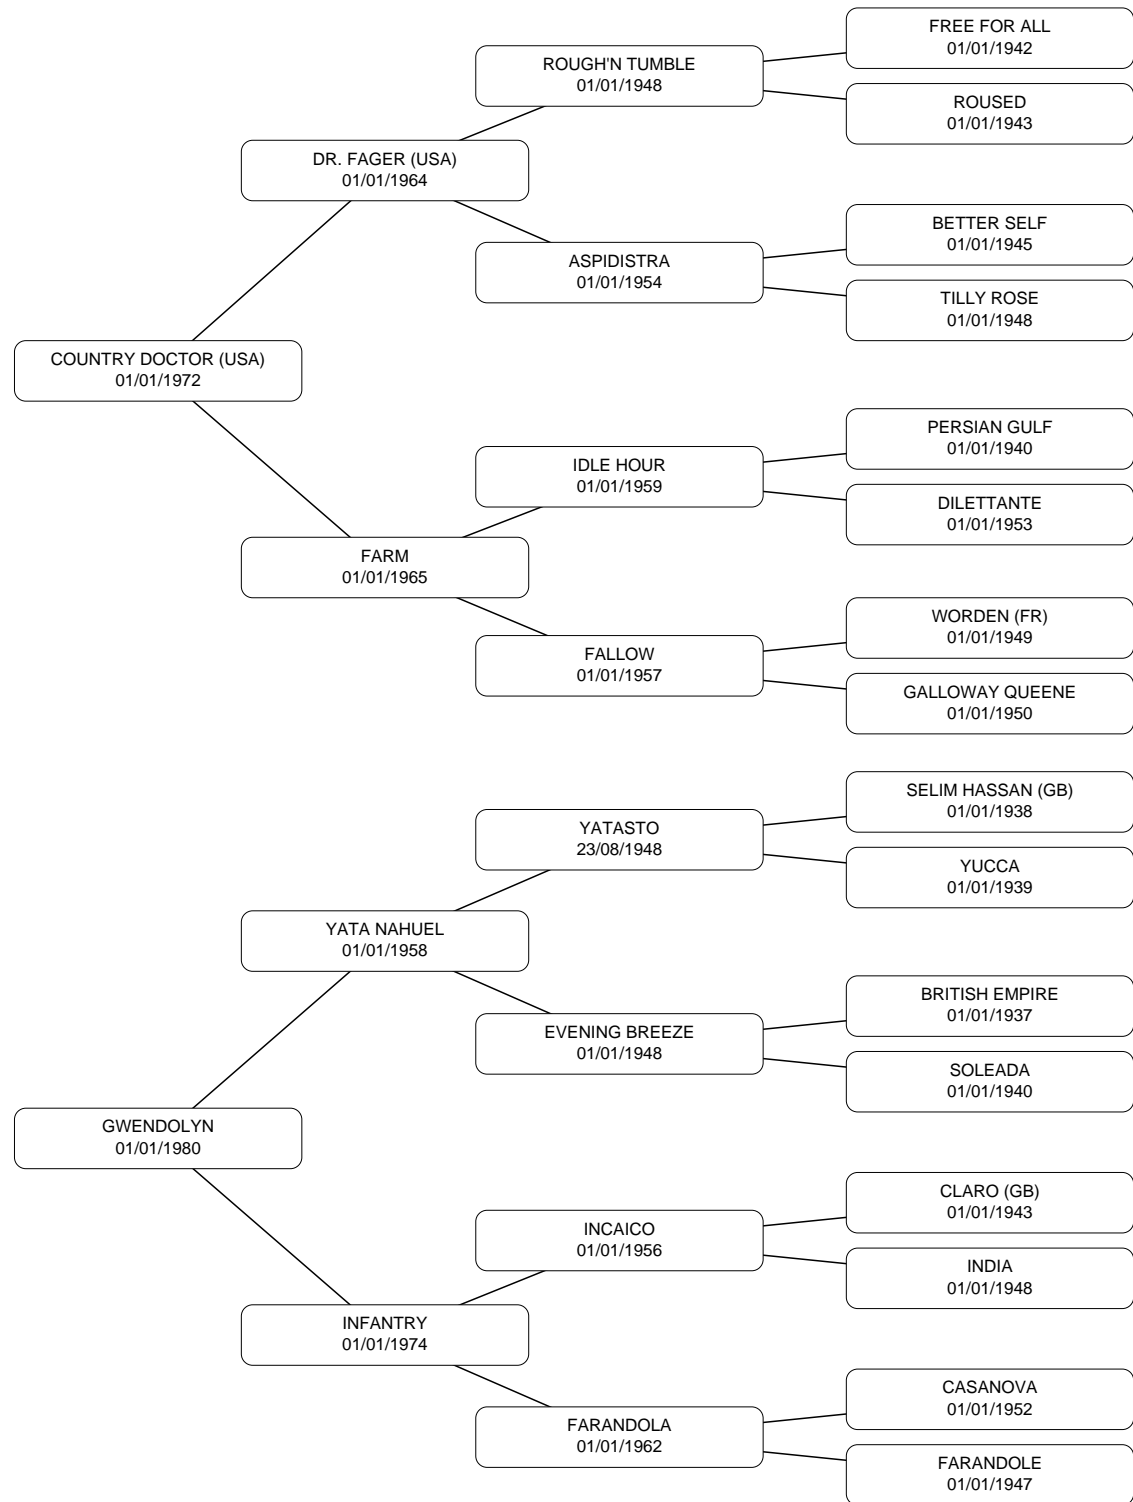 FREE FOR ALL
01/01/1942
ROUGH'N TUMBLE
01/01/1948
ROUSED
01/01/1943
DR. FAGER (USA)
01/01/1964
BETTER SELF
01/01/1945
ASPIDISTRA
01/01/1954
TILLY ROSE
01/01/1948
COUNTRY DOCTOR (USA)
01/01/1972
PERSIAN GULF
01/01/1940
IDLE HOUR
01/01/1959
DILETTANTE
01/01/1953
FARM
01/01/1965
WORDEN (FR)
01/01/1949
FALLOW
01/01/1957
GALLOWAY QUEENE
01/01/1950
SELIM HASSAN (GB)
01/01/1938
YATASTO
23/08/1948
YUCCA
01/01/1939
YATA NAHUEL
01/01/1958
BRITISH EMPIRE
01/01/1937
EVENING BREEZE
01/01/1948
SOLEADA
01/01/1940
GWENDOLYN
01/01/1980
CLARO (GB)
01/01/1943
INCAICO
01/01/1956
INDIA
01/01/1948
INFANTRY
01/01/1974
CASANOVA
01/01/1952
FARANDOLA
01/01/1962
FARANDOLE
01/01/1947